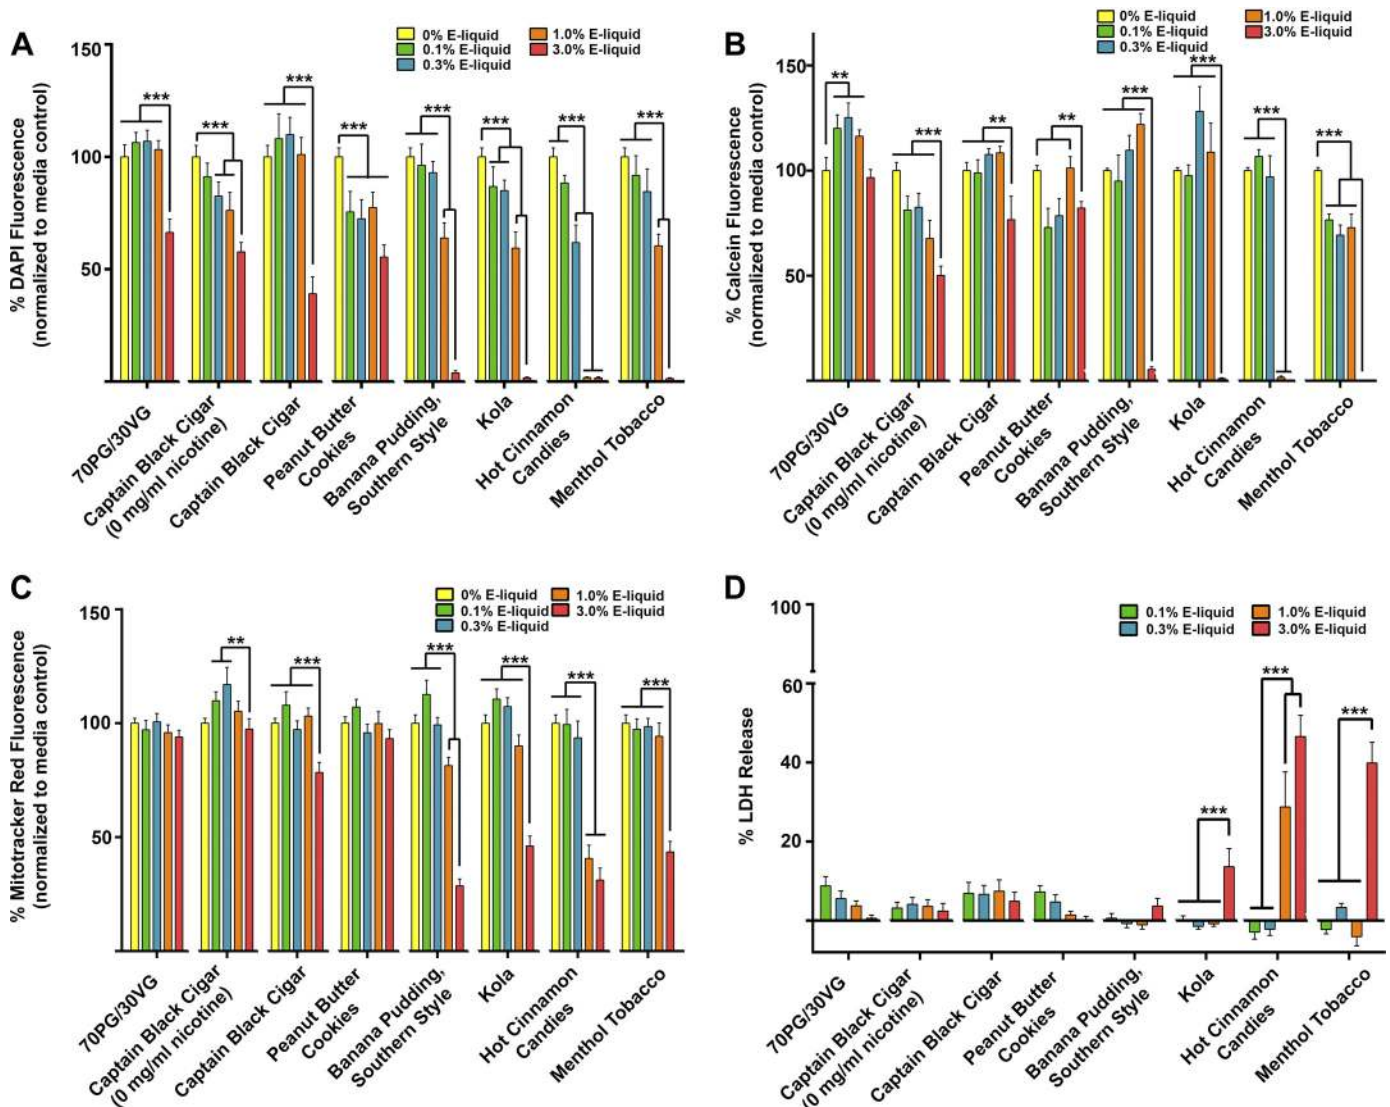 A
% DAPI Fluorescence
(normalized to media control)
150
100
50
0% E-liquid
0.1% E-liquid
0.3% E-liquid
1.0% E-liquid
3.0% E-liquid
***
***
***
***
***
***
***
***
70PG/30VG
Captain Black Cigar
(0 mg/ml nicotine)
Captain Black Cigar
Peanut Butter
Cookies
Banana Pudding,
Southern Style
Kola
Hot Cinnamon
Candies
Menthol Tobacco
B
% Calcein Fluorescence
(normalized to media control)
150
100
50
0% E-liquid
0.1% E-liquid
0.3% E-liquid
1.0% E-liquid
3.0% E-liquid
**
***
**
**
***
***
***
***
70PG/30VG
Captain Black Cigar
(0 mg/ml nicotine)
Captain Black Cigar
Peanut Butter
Cookies
Banana Pudding,
Southern Style
Kola
Hot Cinnamon
Candies
Menthol Tobacco
C
% Mitotracker Red Fluorescence
(normalized to media control)
150
100
50
0% E-liquid
0.1% E-liquid
0.3% E-liquid
1.0% E-liquid
3.0% E-liquid
**
***
***
***
***
***
70PG/30VG
Captain Black Cigar
(0 mg/ml nicotine)
Captain Black Cigar
Peanut Butter
Cookies
Banana Pudding,
Southern Style
Kola
Hot Cinnamon
Candies
Menthol Tobacco
D
% LDH Release
100
60
40
20
0.1% E-liquid
0.3% E-liquid
1.0% E-liquid
3.0% E-liquid
***
***
***
70PG/30VG
Captain Black Cigar
(0 mg/ml nicotine)
Captain Black Cigar
Peanut Butter
Cookies
Banana Pudding,
Southern Style
Kola
Hot Cinnamon
Candies
Menthol Tobacco